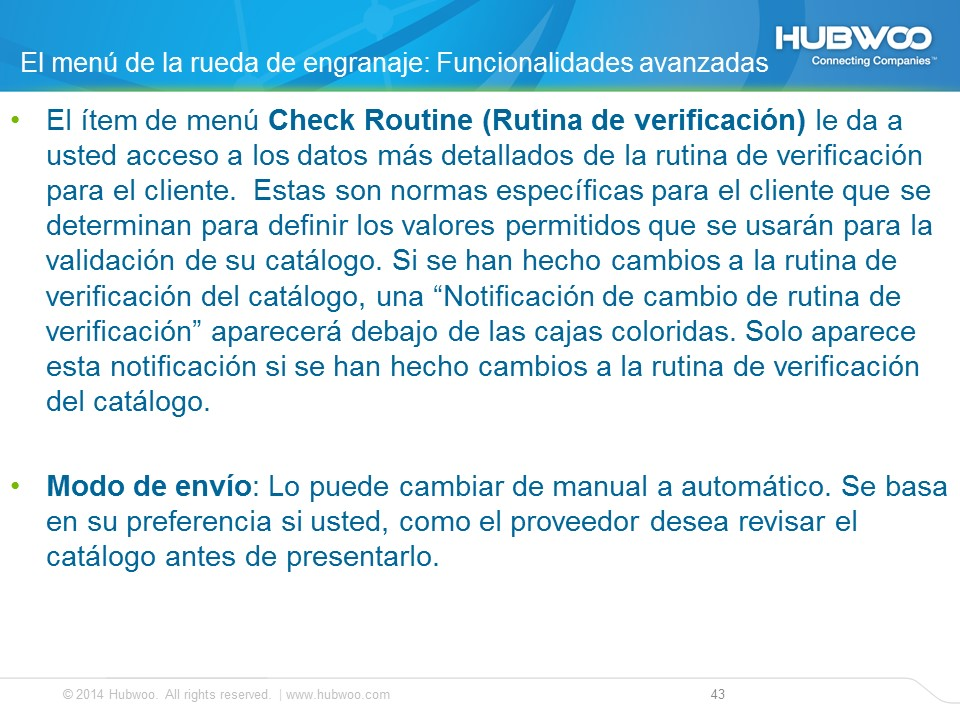 HUBWOO
Connecting Companies™
El menú de la rueda de engranaje: Funcionalidades avanzadas
• El ítem de menú Check Routine (Rutina de verificación) le da a
usted acceso a los datos más detallados de la rutina de verificación
para el cliente.  Estas son normas específicas para el cliente que se
determinan para definir los valores permitidos que se usarán para la
validación de su catálogo. Si se han hecho cambios a la rutina de
verificación del catálogo, una “Notificación de cambio de rutina de
verificación” aparecerá debajo de las cajas coloridas. Solo aparece
esta notificación si se han hecho cambios a la rutina de verificación
del catálogo.
• Modo de envío: Lo puede cambiar de manual a automático. Se basa
en su preferencia si usted, como el proveedor desea revisar el
catálogo antes de presentarlo.
© 2014 Hubwoo. All rights reserved. | www.hubwoo.com
43